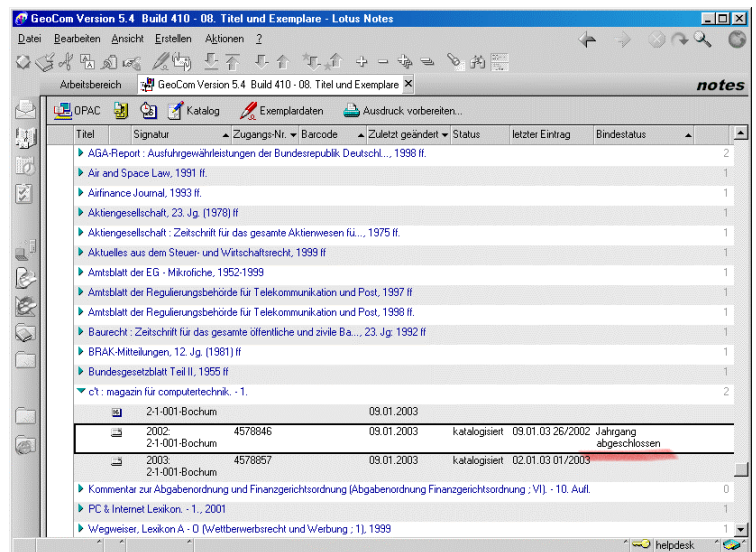 GeoCom Version 5.4 Build 410 - 08. Titel und Exemplare - Lotus Notes
Datei Bearbeiten Ansicht Erstellen Aktionen ?
Arbeitsbereich GeoCom Version 5.4 Build 410 - 08. Titel und Exemplare notes
OPAC Katalog Exemplardaten Ausdruck vorbereiten...
Titel Signatur Zugangs-Nr. Barcode Zuletzt geändert Status letzter Eintrag Bindestatus
AGA-Report : Ausfuhrgewährleistungen der Bundesrepublik Deutschl..., 1998 ff. 2
Air and Space Law, 1991 ff. 1
Airfinance Journal, 1993 ff. 1
Aktiengesellschaft, 23. Jg. (1978) ff 1
Aktiengesellschaft : Zeitschrift für das gesamte Aktienwesen fü..., 1975 ff. 1
Aktuelles aus dem Steuer- und Wirtschaftsrecht, 1999 ff 1
Amtsblatt der EG - Mikrofiche, 1952-1999 1
Amtsblatt der Regulierungsbehörde für Telekommunikation und Post, 1997 ff 1
Amtsblatt der Regulierungsbehörde für Telekommunikation und Post, 1998 ff. 1
Baurecht : Zeitschrift für das gesamte öffentliche und zivile Ba..., 23. Jg: 1992 ff 1
BRAK-Mitteilungen, 12. Jg. (1981) ff 1
Bundesgesetzblatt Teil II, 1955 ff 1
c't : magazin für computertechnik. - 1. 2
2-1-001-Bochum 09.01.2003
2002: 4578846 09.01.2003 katalogisiert 09.01.03 26/2002 Jahrgang
2-1-001-Bochum abgeschlossen
2003: 4578857 09.01.2003 katalogisiert 02.01.03 01/2003
2-1-001-Bochum
Kommentar zur Abgabenordnung und Finanzgerichtsordnung (Abgabenordnung Finanzgerichtsordnung ; VI). - 10. Aufl. 0
PC & Internet Lexikon. - 1., 2001 1
Wegweiser, Lexikon A - O (Wettberwerbsrecht und Werbung ; 1), 1999 1
helpdesk